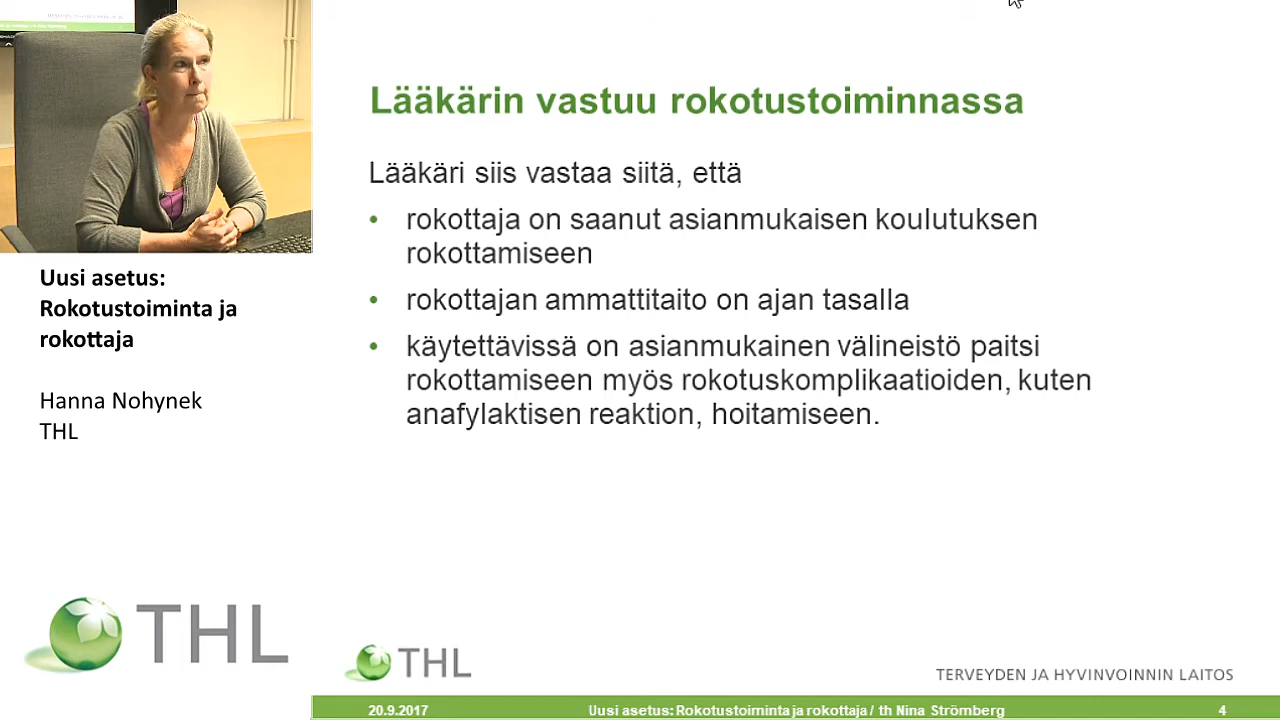 Lääkärin vastuu rokotustoiminnassa
Lääkäri siis vastaa siitä, että
• rokottaja on saanut asianmukaisen koulutuksen
rokottamiseen
• rokottajan ammattitaito on ajan tasalla
• käytettävissä on asianmukainen välineistö paitsi
rokottamiseen myös rokotuskomplikaatioiden, kuten
anafylaktisen reaktion, hoitamiseen.
Uusi asetus:
Rokotustoiminta ja
rokottaja
Hanna Nohynek
THL
THL
THL
TERVEYDEN JA HYVINVOINNIN LAITOS
20.9.2017
Uusi asetus: Rokotustoiminta ja rokottaja / th Nina Strömberg
4